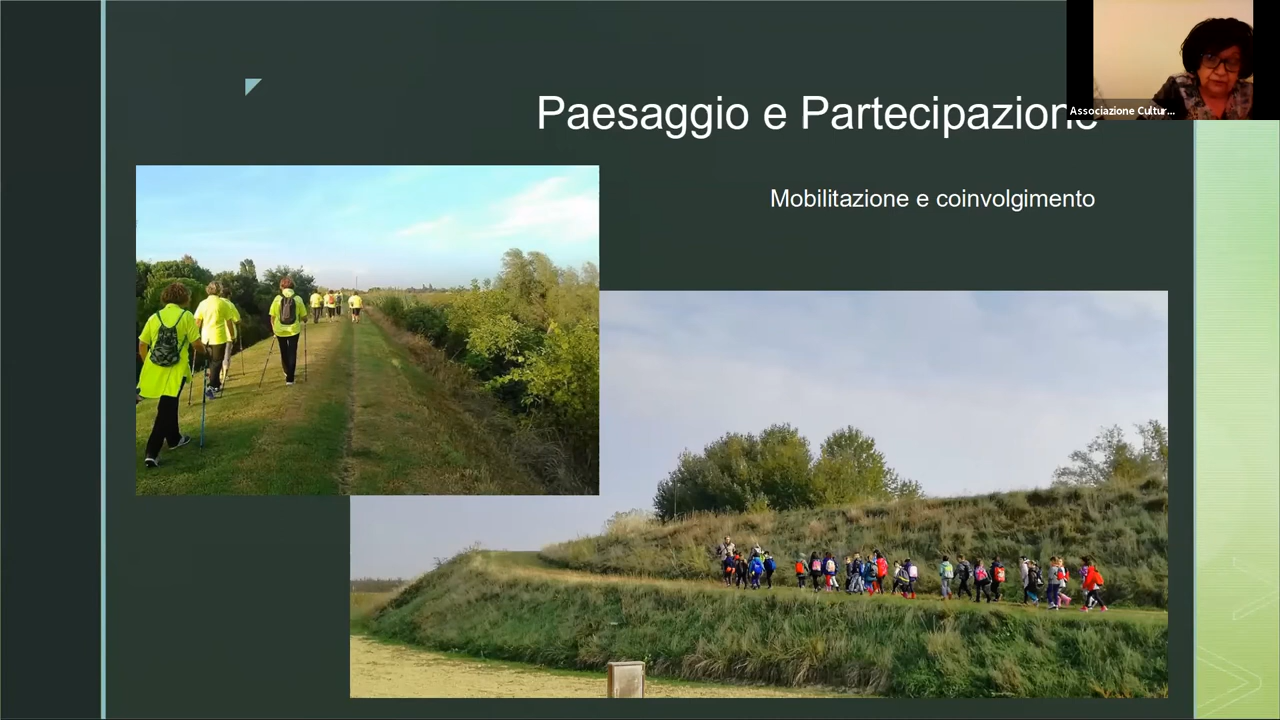 Paesaggio e Partecipazione
Associazione Cultur...
Mobilitazione e coinvolgimento